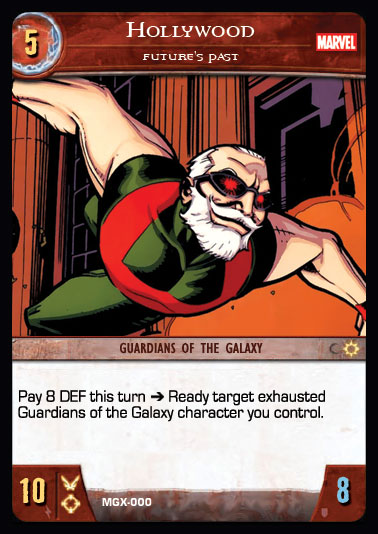 5
Hollywood
FUTURE'S PAST
MARVEL
GUARDIANS OF THE GALAXY
C
Pay 8 DEF this turn ➔ Ready target exhausted
Guardians of the Galaxy character you control.
10
MGX-000
8